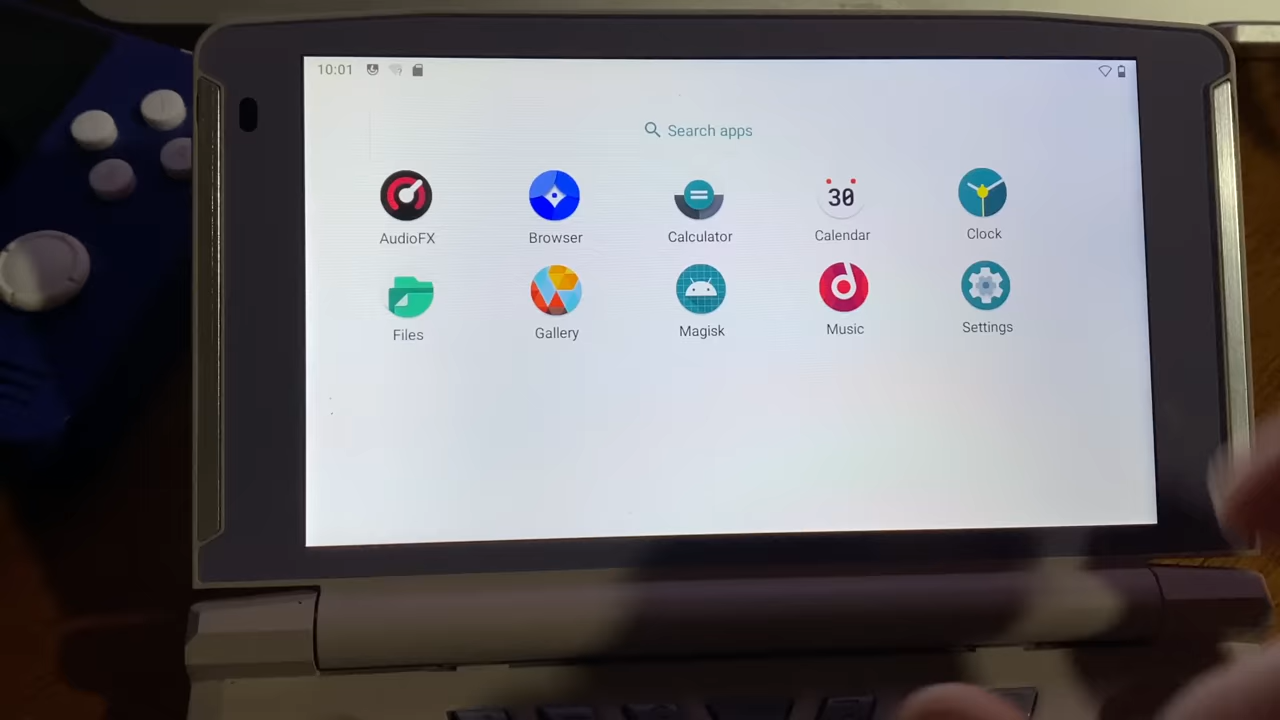 10:01
Search apps
30
AudioFX Browser Calculator Calendar Clock
Files Gallery Magisk Music Settings